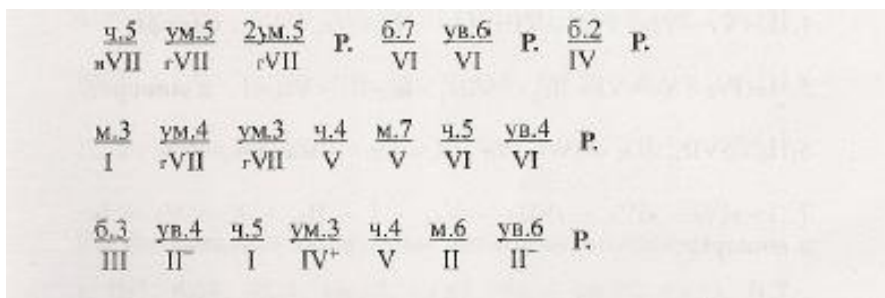 ч.5 ум.5 2ум.5 Р. б.7 ув.6 Р. б.2 Р.
нVII гVII гVII VI VI IV
м.3 ум.4 ум.3 ч.4 м.7 ч.5 ув.4 Р.
I гVII гVII V V VI VI
б.3 ув.4 ч.5 ум.3 ч.4 м.6 ув.6 Р.
III II⁻ I IV⁺ V II II⁻